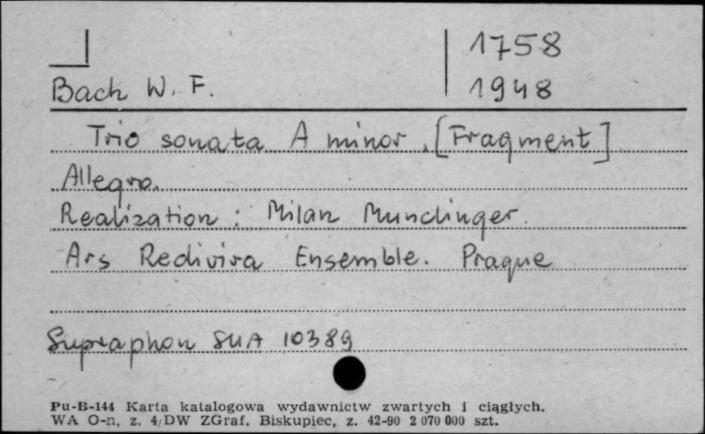 1758
Bach W. F. 1948
Trio sonata A minor. [Fragment]
Allegro.
Realization: Milan Munclinger.
Ars Rediviva Ensemble. Prague
Supraphon SUA 10389
Pu-B-144 Karta katalogowa wydawnictw zwartych i ciągłych.
WA O-n. z. 4/DW ZGraf. Biskupiec, z. 42-90 2 070 000 szt.